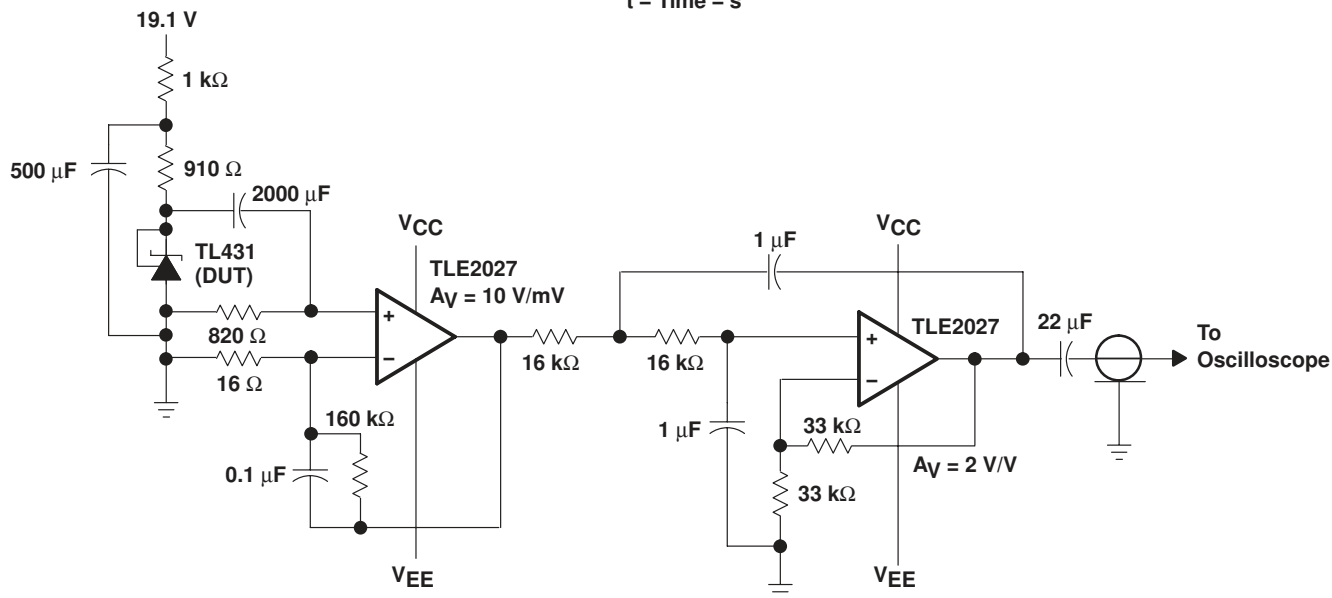 t = Time = s
19.1 V
1 kΩ
500 μF
910 Ω
2000 μF
TL431
(DUT)
820 Ω
16 Ω
160 kΩ
0.1 μF
VCC
TLE2027
AV = 10 V/mV
+
−
VEE
16 kΩ
16 kΩ
1 μF
1 μF
VCC
TLE2027
+
−
33 kΩ
33 kΩ
AV = 2 V/V
VEE
22 μF
To
Oscilloscope